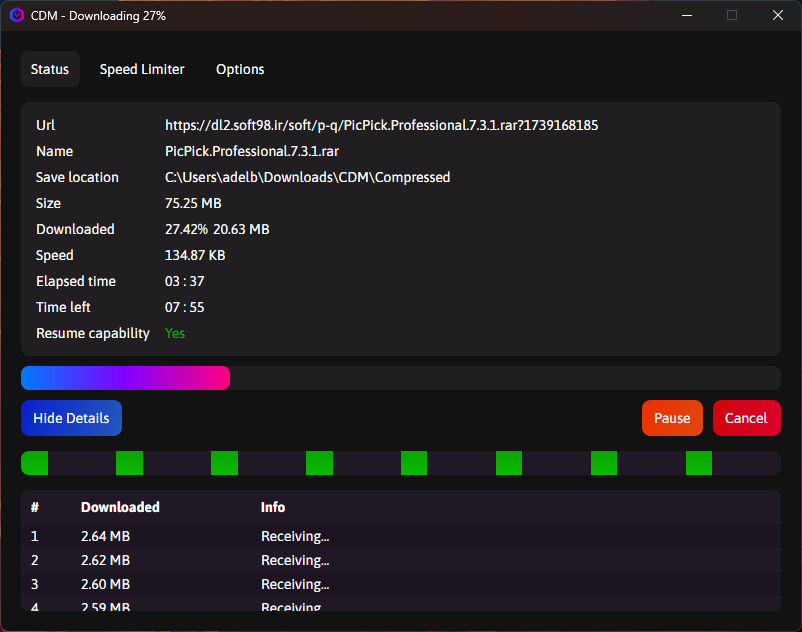 CDM - Downloading 27%
Status Speed Limiter Options
Url https://dl2.soft98.ir/soft/p-q/PicPick.Professional.7.3.1.rar?1739168185
Name PicPick.Professional.7.3.1.rar
Save location C:\Users\adelb\Downloads\CDM\Compressed
Size 75.25 MB
Downloaded 27.42% 20.63 MB
Speed 134.87 KB
Elapsed time 03 : 37
Time left 07 : 55
Resume capability Yes
Hide Details Pause Cancel
# Downloaded Info
1 2.64 MB Receiving...
2 2.62 MB Receiving...
3 2.60 MB Receiving...
4 2.59 MB Receiving...